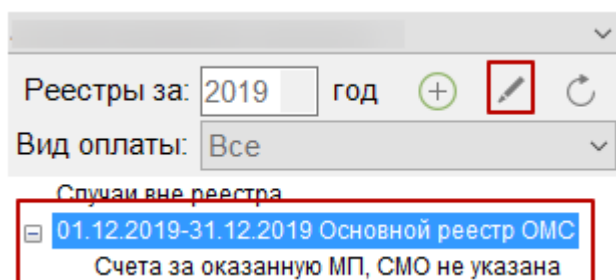 Реестры за: 2019 год
Вид оплаты: Все
Случаи вне реестра
01.12.2019-31.12.2019 Основной реестр ОМС
Счета за оказанную МП, СМО не указана